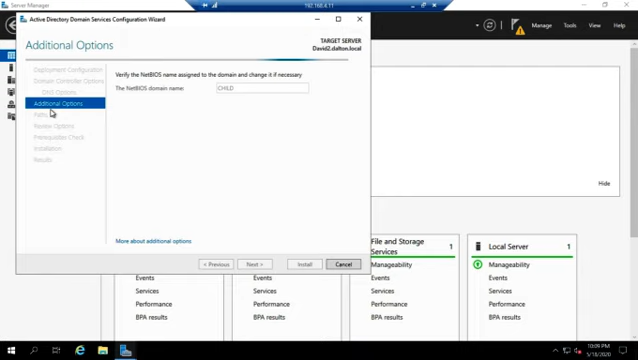 Server Manager
192.168.4.11
Active Directory Domain Services Configuration Wizard
Manage Tools View Help
Additional Options
TARGET SERVER
David2.dalton.local
Deployment Configuration
Domain Controller Options
DNS Options
Additional Options
Paths
Review Options
Prerequisites Check
Installation
Results
Verify the NetBIOS name assigned to the domain and change it if necessary
The NetBIOS domain name: CHILD
More about additional options
< Previous Next > Install Cancel
Hide
File and Storage Services 1
Manageability
Events
Services
Performance
BPA results
Local Server 1
Manageability
Events
Services
Performance
BPA results
Events
Services
Performance
BPA results
Events
Services
Performance
BPA results
10:09 PM
5/18/2020